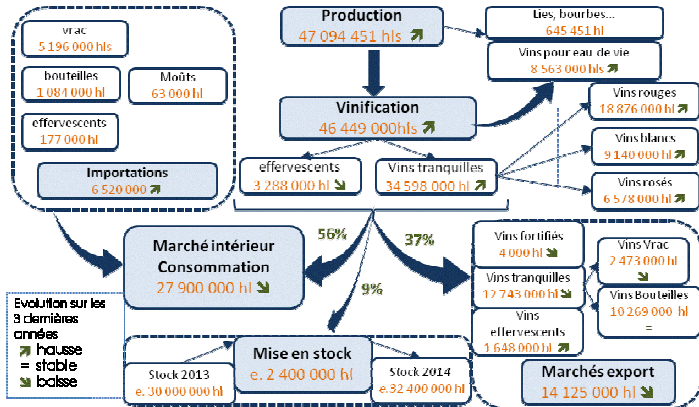 Production
47 094 451 hls
Lies, bourbes...
645 451 hl
Vins pour eau de vie
8 563 000 hls
vrac
5 196 000 hls
bouteilles
1 084 000 hl
Moûts
63 000 hl
effervescents
177 000 hl
Importations
6 520 000
Vinification
46 449 000hls
Vins rouges
18 876 000 hl
Vins blancs
9 140 000 hl
Vins rosés
6 578 000 hl
effervescents
3 288 000 hl
Vins tranquilles
34 598 000 hl
56%
37%
9%
Marché intérieur
Consommation
27 900 000 hl
Vins fortifiés
4 000 hl
Vins tranquilles
12 743 000 hl
Vins
effervescents
1 648 000 hl
Vins Vrac
2 473 000 hl
Vins Bouteilles
10 269 000 hl
=
Marchés export
14 125 000 hl
Evolution sur les
3 dernières
années
hausse
= stable
baisse
Stock 2013
e. 30 000 000 hl
Mise en stock
e. 2 400 000 hl
Stock 2014
e.32 400 000 hl